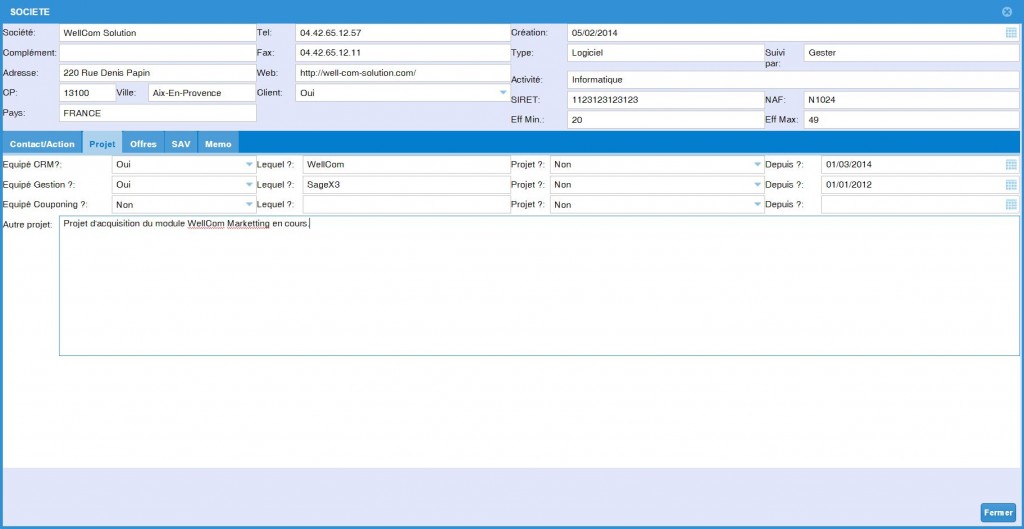 SOCIETE
Société: WellCom Solution Tel: 04.42.65.12.57 Création: 05/02/2014
Complément: Fax: 04.42.65.12.11 Type: Logiciel Suivi par: Gester
Adresse: 220 Rue Denis Papin Web: http://well-com-solution.com/ Activité: Informatique
CP: 13100 Ville: Aix-En-Provence Client: Oui SIRET: 1123123123123 NAF: N1024
Pays: FRANCE Eff Min.: 20 Eff Max: 49
Contact/Action Projet Offres SAV Memo
Equipé CRM?: Oui Lequel ?: WellCom Projet ?: Non Depuis ?: 01/03/2014
Equipé Gestion ?: Oui Lequel ?: SageX3 Projet ?: Non Depuis ?: 01/01/2012
Equipé Couponing ?: Non Lequel ?: Projet ?: Non Depuis ?:
Autre projet: Projet d'acquisition du module WellCom Marketting en cours.
Fermer